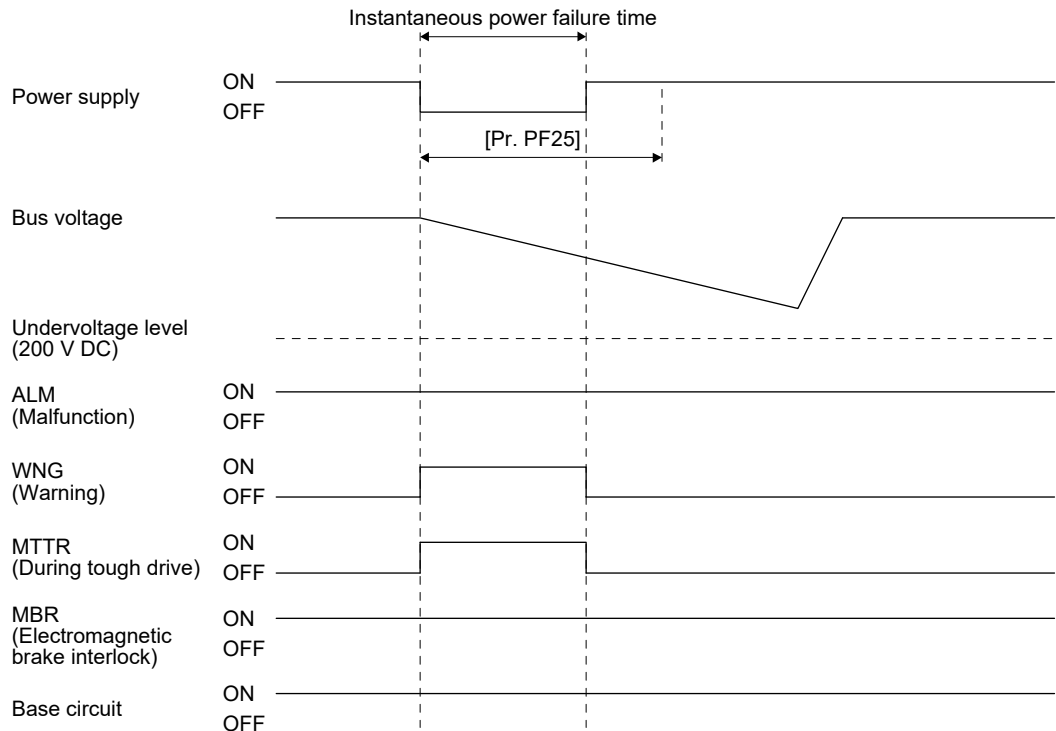 Instantaneous power failure time
Power supply
ON
OFF
[Pr. PF25]
Bus voltage
Undervoltage level
(200 V DC)
ALM
(Malfunction)
ON
OFF
WNG
(Warning)
ON
OFF
MTTR
(During tough drive)
ON
OFF
MBR
(Electromagnetic
brake interlock)
ON
OFF
Base circuit
ON
OFF